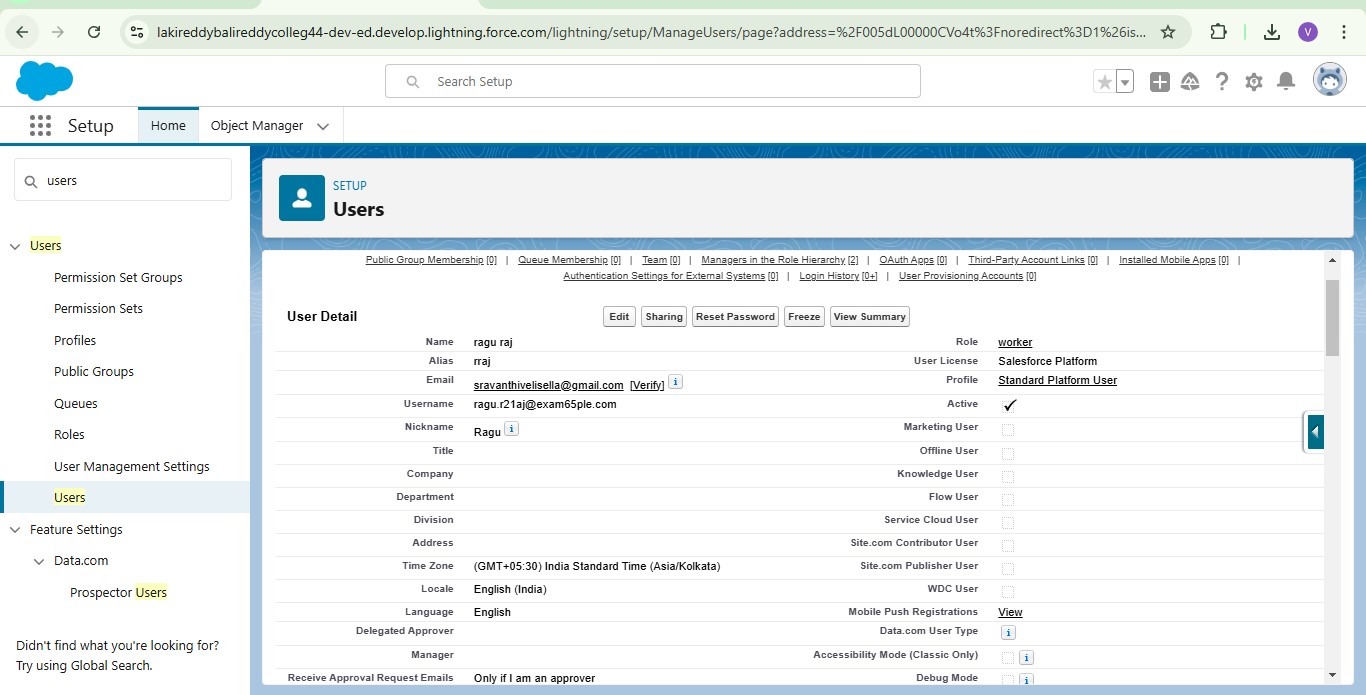 lakireddybalireddycolleg44-dev-ed.develop.lightning.force.com/lightning/setup/ManageUsers/page?address=%2F005dL00000CVo4t%3Fnoredirect%3D1%26is...
V
Search Setup
Setup
Home
Object Manager
users
Users
Permission Set Groups
Permission Sets
Profiles
Public Groups
Queues
Roles
User Management Settings
Users
Feature Settings
Data.com
Prospector Users
Didn't find what you're looking for?
Try using Global Search.
SETUP
Users
Public Group Membership [0] | Queue Membership [0] | Team [0] | Managers in the Role Hierarchy [2] | OAuth Apps [0] | Third-Party Account Links [0] | Installed Mobile Apps [0] |
Authentication Settings for External Systems [0] | Login History [0+] | User Provisioning Accounts [0]
User Detail
Edit Sharing Reset Password Freeze View Summary
Name ragu raj Role worker
Alias rraj User License Salesforce Platform
Email sravanthivelisella@gmail.com [Verify] i Profile Standard Platform User
Username ragu.r21aj@exam65ple.com Active
Nickname Ragu i Marketing User
Title Offline User
Company Knowledge User
Department Flow User
Division Service Cloud User
Address Site.com Contributor User
Time Zone (GMT+05:30) India Standard Time (Asia/Kolkata) Site.com Publisher User
Locale English (India) WDC User
Language English Mobile Push Registrations View
Delegated Approver Data.com User Type i
Manager Accessibility Mode (Classic Only) i
Receive Approval Request Emails Only if I am an approver Debug Mode i